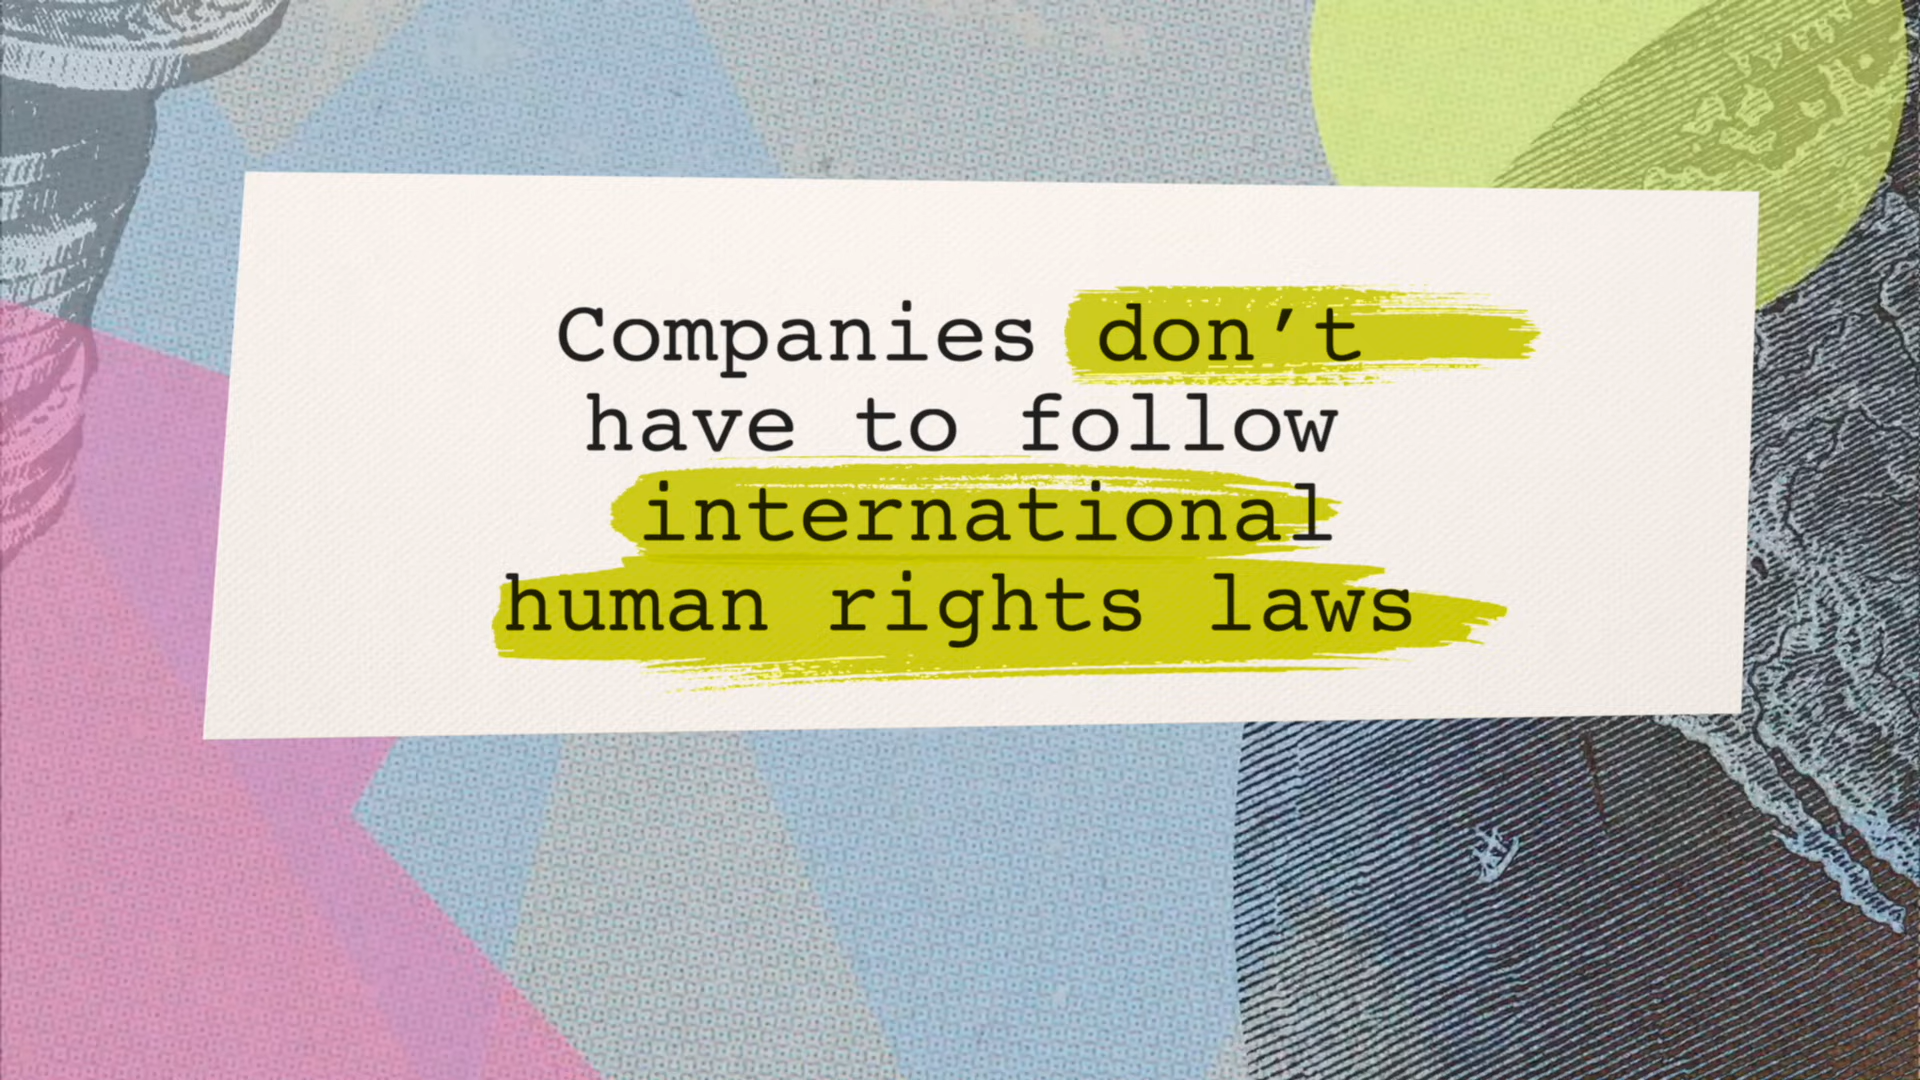 Companies don’t
have to follow
international
human rights laws